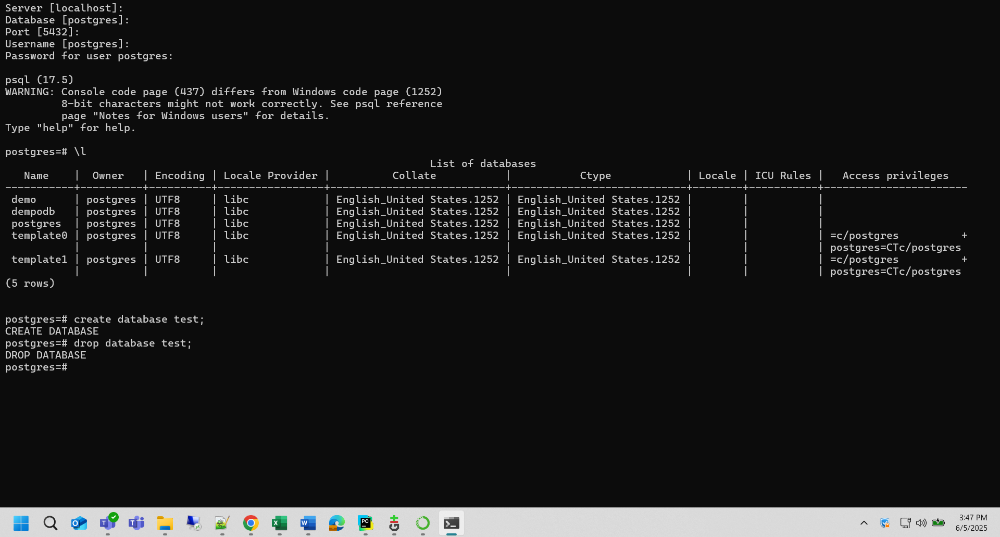 Server [localhost]:
Database [postgres]:
Port [5432]:
Username [postgres]:
Password for user postgres:

psql (17.5)
WARNING: Console code page (437) differs from Windows code page (1252)
         8-bit characters might not work correctly. See psql reference
         page "Notes for Windows users" for details.
Type "help" for help.

postgres=# \l
                                                                    List of databases
   Name    |  Owner   | Encoding | Locale Provider |          Collate           |           Ctype            | Locale | ICU Rules |   Access privileges
-----------+----------+----------+-----------------+----------------------------+----------------------------+--------+-----------+-----------------------
 demo      | postgres | UTF8     | libc            | English_United States.1252 | English_United States.1252 |        |           |
 dempodb   | postgres | UTF8     | libc            | English_United States.1252 | English_United States.1252 |        |           |
 postgres  | postgres | UTF8     | libc            | English_United States.1252 | English_United States.1252 |        |           |
 template0 | postgres | UTF8     | libc            | English_United States.1252 | English_United States.1252 |        |           | =c/postgres          +
           |          |          |                 |                            |                            |        |           | postgres=CTc/postgres
 template1 | postgres | UTF8     | libc            | English_United States.1252 | English_United States.1252 |        |           | =c/postgres          +
           |          |          |                 |                            |                            |        |           | postgres=CTc/postgres
(5 rows)

postgres=# create database test;
CREATE DATABASE
postgres=# drop database test;
DROP DATABASE
postgres=#
3:47 PM
6/5/2025